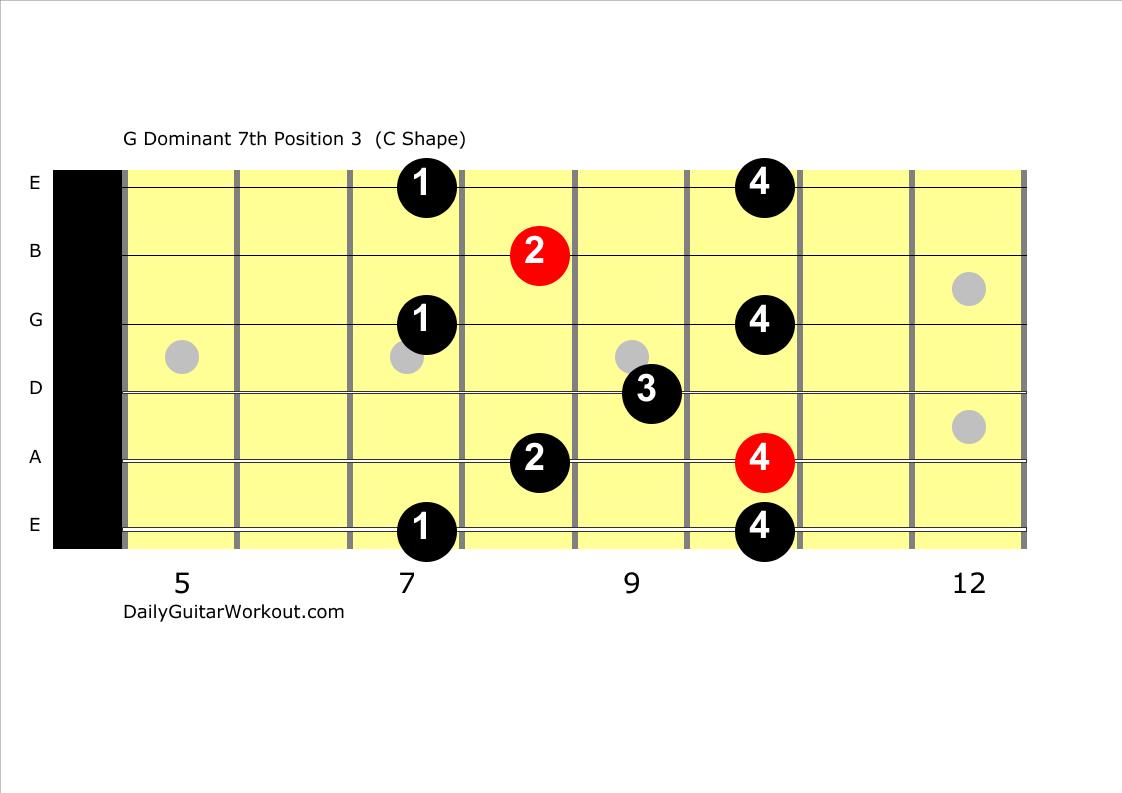 G Dominant 7th Position 3  (C Shape)
E 1 4
B 2
G 1 4
D 3
A 2 4
E 1 4
5 7 9 12
DailyGuitarWorkout.com